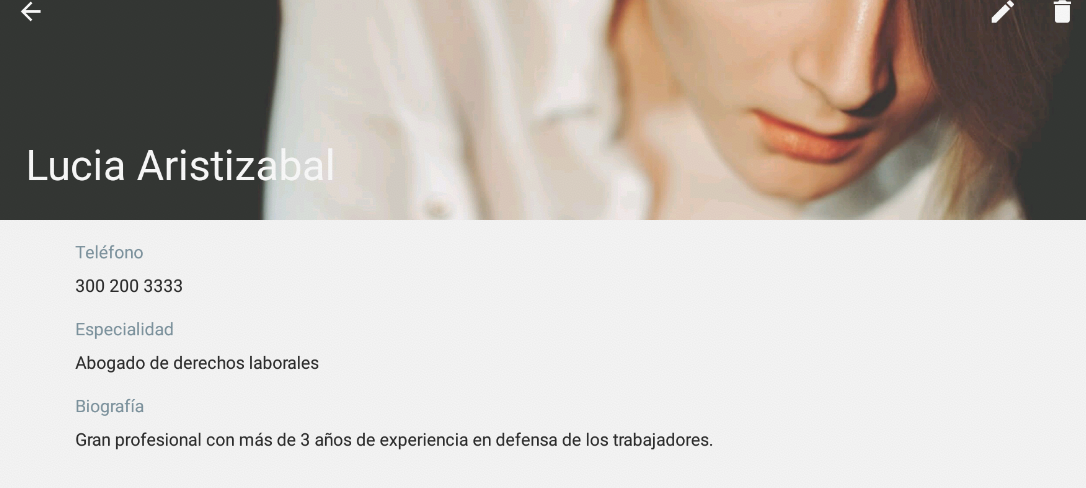 Lucia Aristizabal
Teléfono
300 200 3333
Especialidad
Abogado de derechos laborales
Biografía
Gran profesional con más de 3 años de experiencia en defensa de los trabajadores.